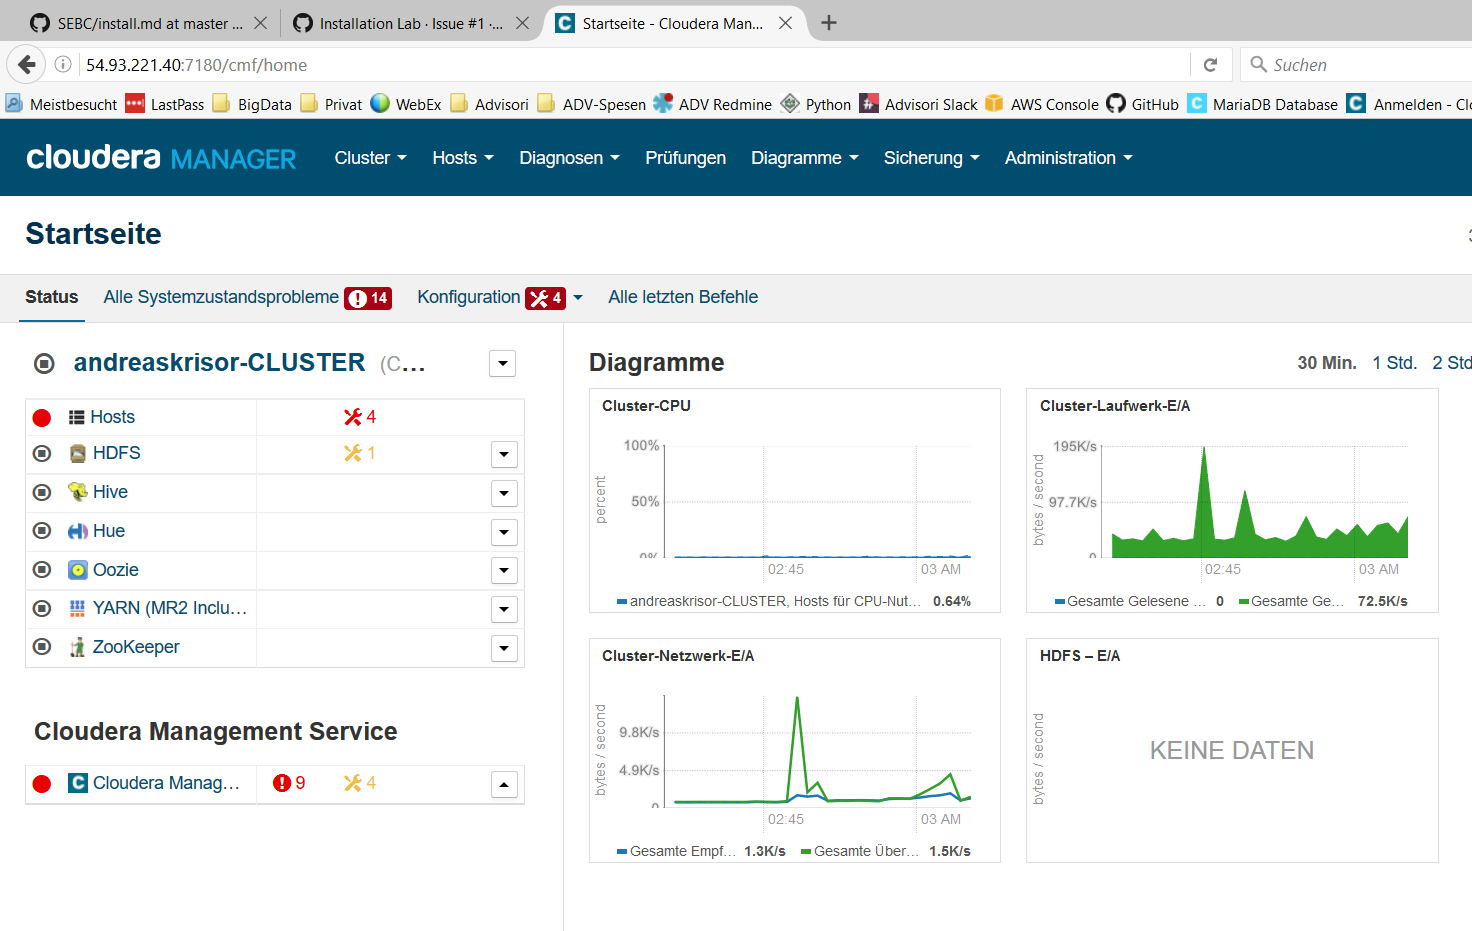 SEBC/install.md at master ...
Installation Lab · Issue #1 ·...
Startseite - Cloudera Man...
54.93.221.40:7180/cmf/home
Suchen
Meistbesucht LastPass BigData Privat WebEx Advisori ADV-Spesen ADV Redmine Python Advisori Slack AWS Console GitHub MariaDB Database Anmelden - Clo
cloudera MANAGER Cluster Hosts Diagnosen Prüfungen Diagramme Sicherung Administration
Startseite
Status Alle Systemzustandsprobleme 14 Konfiguration 4 Alle letzten Befehle
andreaskrisor-CLUSTER (C...
Hosts 4
HDFS 1
Hive
Hue
Oozie
YARN (MR2 Inclu...
ZooKeeper
Cloudera Management Service
Cloudera Manag... 9 4
Diagramme
30 Min. 1 Std. 2 Std
Cluster-CPU
percent
100%
50%
0%
02:45 03 AM
andreaskrisor-CLUSTER, Hosts für CPU-Nut... 0.64%
Cluster-Laufwerk-E/A
bytes / second
195K/s
97.7K/s
0
02:45 03 AM
Gesamte Gelesene ... 0 Gesamte Ge... 72.5K/s
Cluster-Netzwerk-E/A
bytes / second
9.8K/s
4.9K/s
0
02:45 03 AM
Gesamte Empf... 1.3K/s Gesamte Über... 1.5K/s
HDFS – E/A
bytes / second
KEINE DATEN